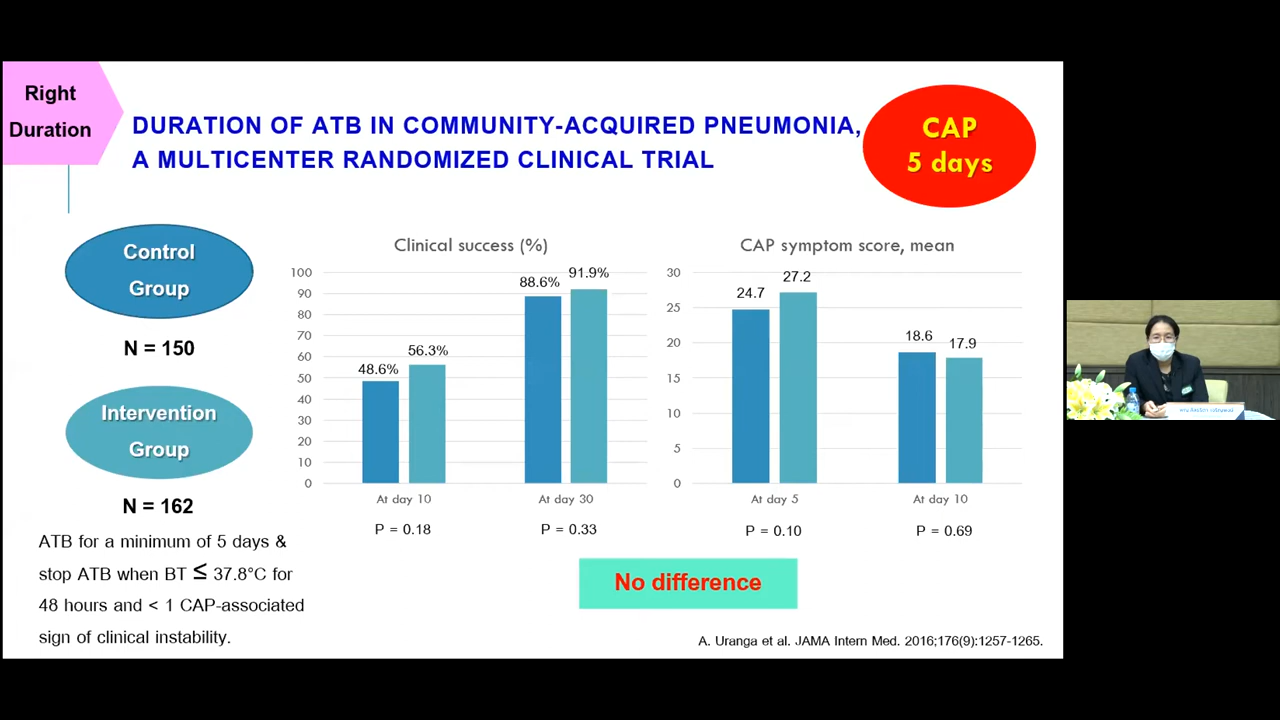 Right
Duration
DURATION OF ATB IN COMMUNITY-ACQUIRED PNEUMONIA,
A MULTICENTER RANDOMIZED CLINICAL TRIAL
CAP
5 days
Control
Group
N = 150
Intervention
Group
N = 162
ATB for a minimum of 5 days &
stop ATB when BT ≤ 37.8°C for
48 hours and < 1 CAP-associated
sign of clinical instability.
Clinical success (%)
100
90
80
70
60
50
40
30
20
10
0
48.6%
56.3%
88.6%
91.9%
At day 10
At day 30
P = 0.18
P = 0.33
CAP symptom score, mean
30
25
20
15
10
5
0
24.7
27.2
18.6
17.9
At day 5
At day 10
P = 0.10
P = 0.69
No difference
A. Uranga et al. JAMA Intern Med. 2016;176(9):1257-1265.